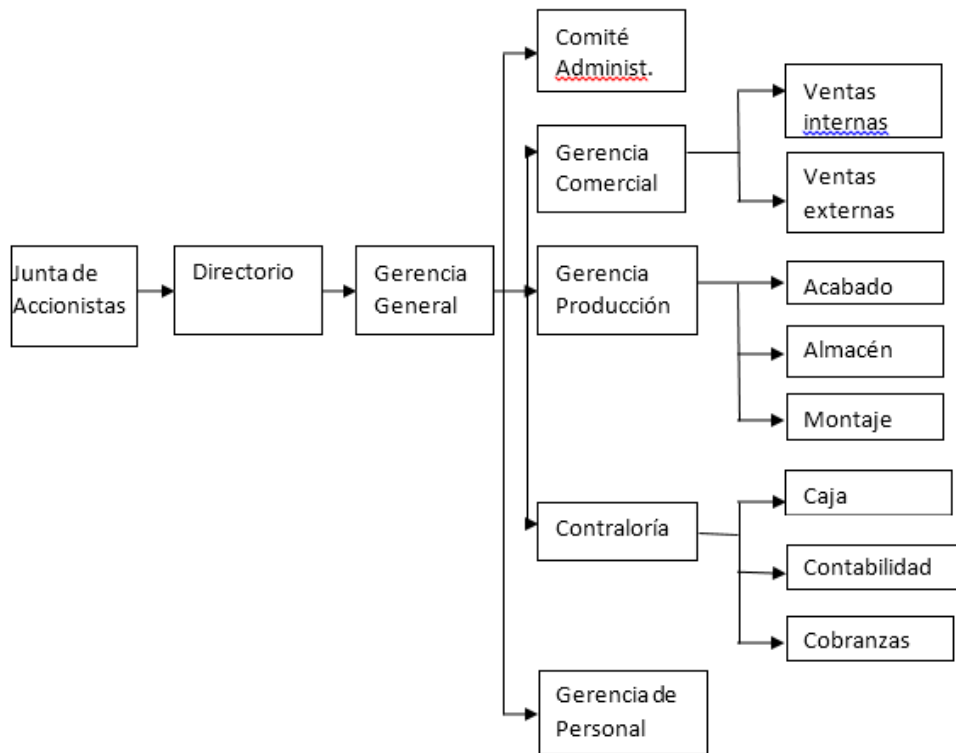 Comité
Administ.
Ventas
internas
Gerencia
Comercial
Ventas
externas
Junta de
Accionistas
Directorio
Gerencia
General
Gerencia
Producción
Acabado
Almacén
Montaje
Caja
Contraloría
Contabilidad
Cobranzas
Gerencia de
Personal